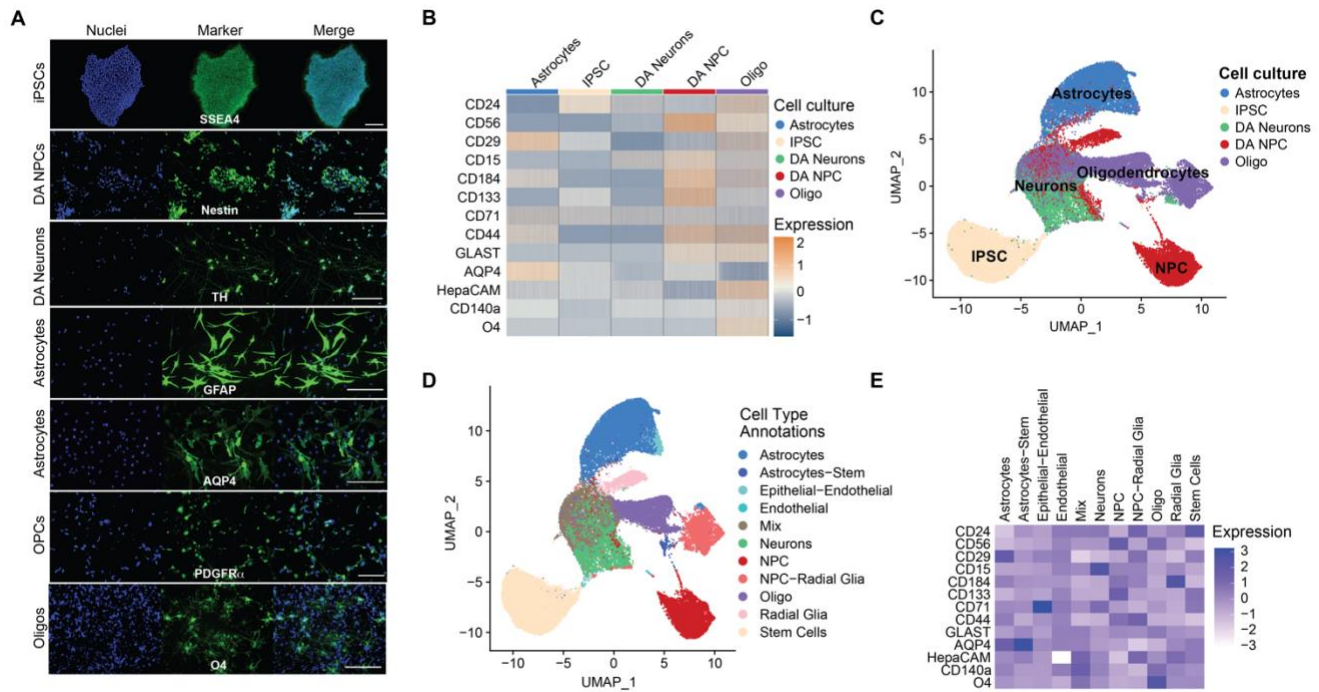 A
Nuclei Marker Merge
iPSCs
SSEA4
DA NPCs
Nestin
DA Neurons
TH
Astrocytes
GFAP
Astrocytes
AQP4
OPCs
PDGFRα
Oligos
O4
B
Astrocytes
IPSC
DA Neurons
DA NPC
Oligo
CD24
CD56
CD29
CD15
CD184
CD133
CD71
CD44
GLAST
AQP4
HepaCAM
CD140a
O4
Cell culture
Astrocytes
IPSC
DA Neurons
DA NPC
Oligo
Expression
2
1
0
−1
C
UMAP_2
10
5
0
−5
−10
Astrocytes
Oligodendrocytes
Neurons
IPSC
NPC
−10 −5 0 5 10
UMAP_1
Cell culture
Astrocytes
IPSC
DA Neurons
DA NPC
Oligo
D
UMAP_2
10
5
0
−5
−10
−10 −5 0 5 10
UMAP_1
Cell Type
Annotations
Astrocytes
Astrocytes−Stem
Epithelial−Endothelial
Endothelial
Mix
Neurons
NPC
NPC−Radial Glia
Oligo
Radial Glia
Stem Cells
E
Astrocytes
Astrocytes−Stem
Epithelial−Endothelial
Endothelial
Mix
Neurons
NPC
NPC−Radial Glia
Oligo
Radial Glia
Stem Cells
CD24
CD56
CD29
CD15
CD184
CD133
CD71
CD44
GLAST
AQP4
HepaCAM
CD140a
O4
Expression
3
2
1
0
−1
−2
−3